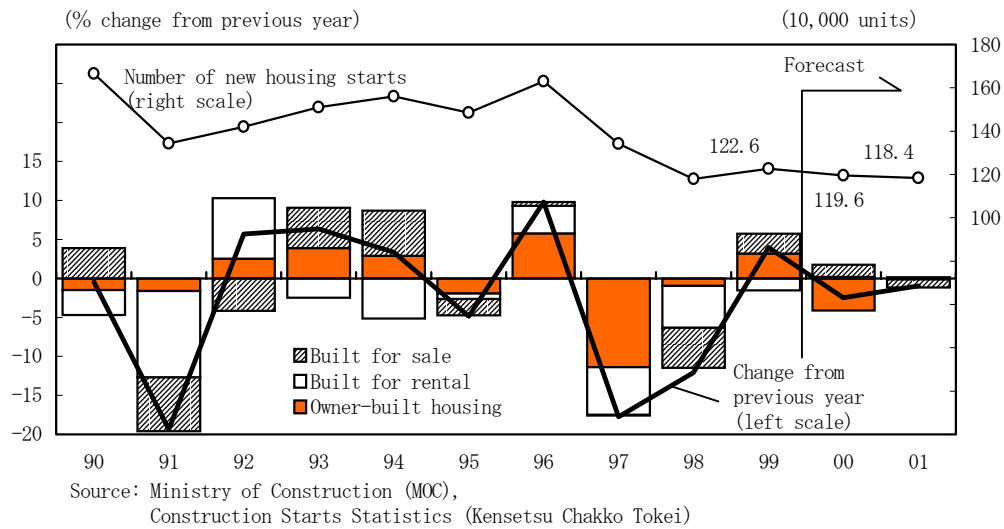 (% change from previous year)
(10,000 units)
180
160
140
120
100
15
10
5
0
-5
-10
-15
-20
Number of new housing starts
(right scale)
Forecast
122.6
118.4
119.6
Built for sale
Built for rental
Owner-built housing
Change from
previous year
(left scale)
90 91 92 93 94 95 96 97 98 99 00 01
Source: Ministry of Construction (MOC),
Construction Starts Statistics (Kensetsu Chakko Tokei)